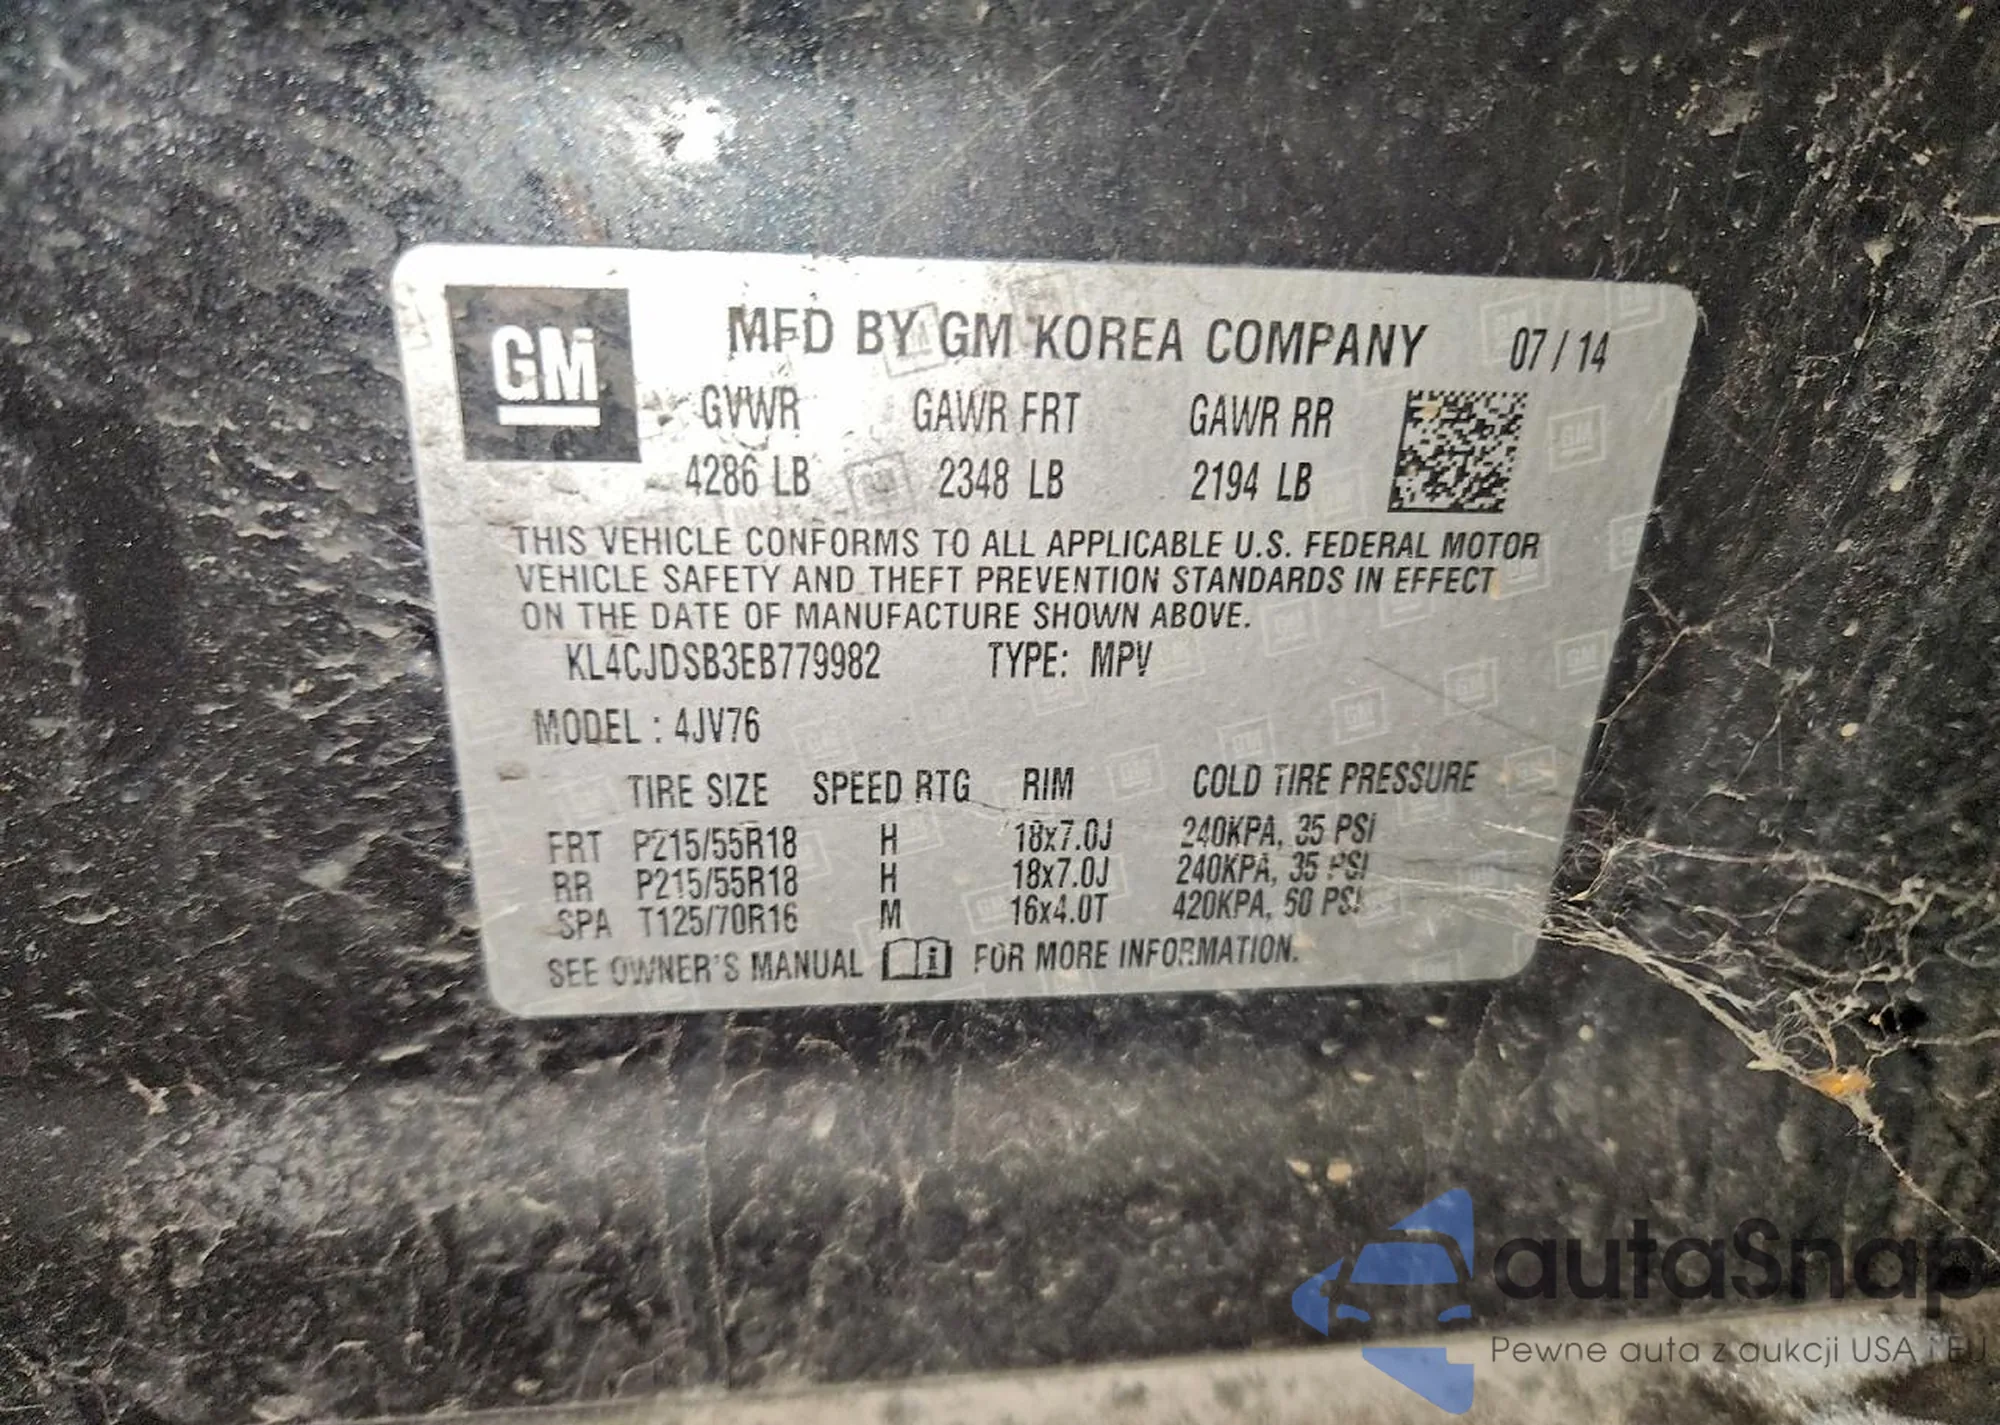 GM
MFD BY GM KOREA COMPANY 07/14
GVWR GAWR FRT GAWR RR
4286 LB 2348 LB 2194 LB
THIS VEHICLE CONFORMS TO ALL APPLICABLE U.S. FEDERAL MOTOR
VEHICLE SAFETY AND THEFT PREVENTION STANDARDS IN EFFECT
ON THE DATE OF MANUFACTURE SHOWN ABOVE.
KL4CJDSB3EB779982 TYPE: MPV
MODEL : 4JV76
TIRE SIZE SPEED RTG RIM COLD TIRE PRESSURE
FRT P215/55R18 H 18x7.0J 240KPA, 35 PSI
RR P215/55R18 H 18x7.0J 240KPA, 35 PSI
SPA T125/70R16 M 16x4.0T 420KPA, 60 PSI
SEE OWNER'S MANUAL FOR MORE INFORMATION.
autaSnap
Pewne auta z aukcji USA i EU